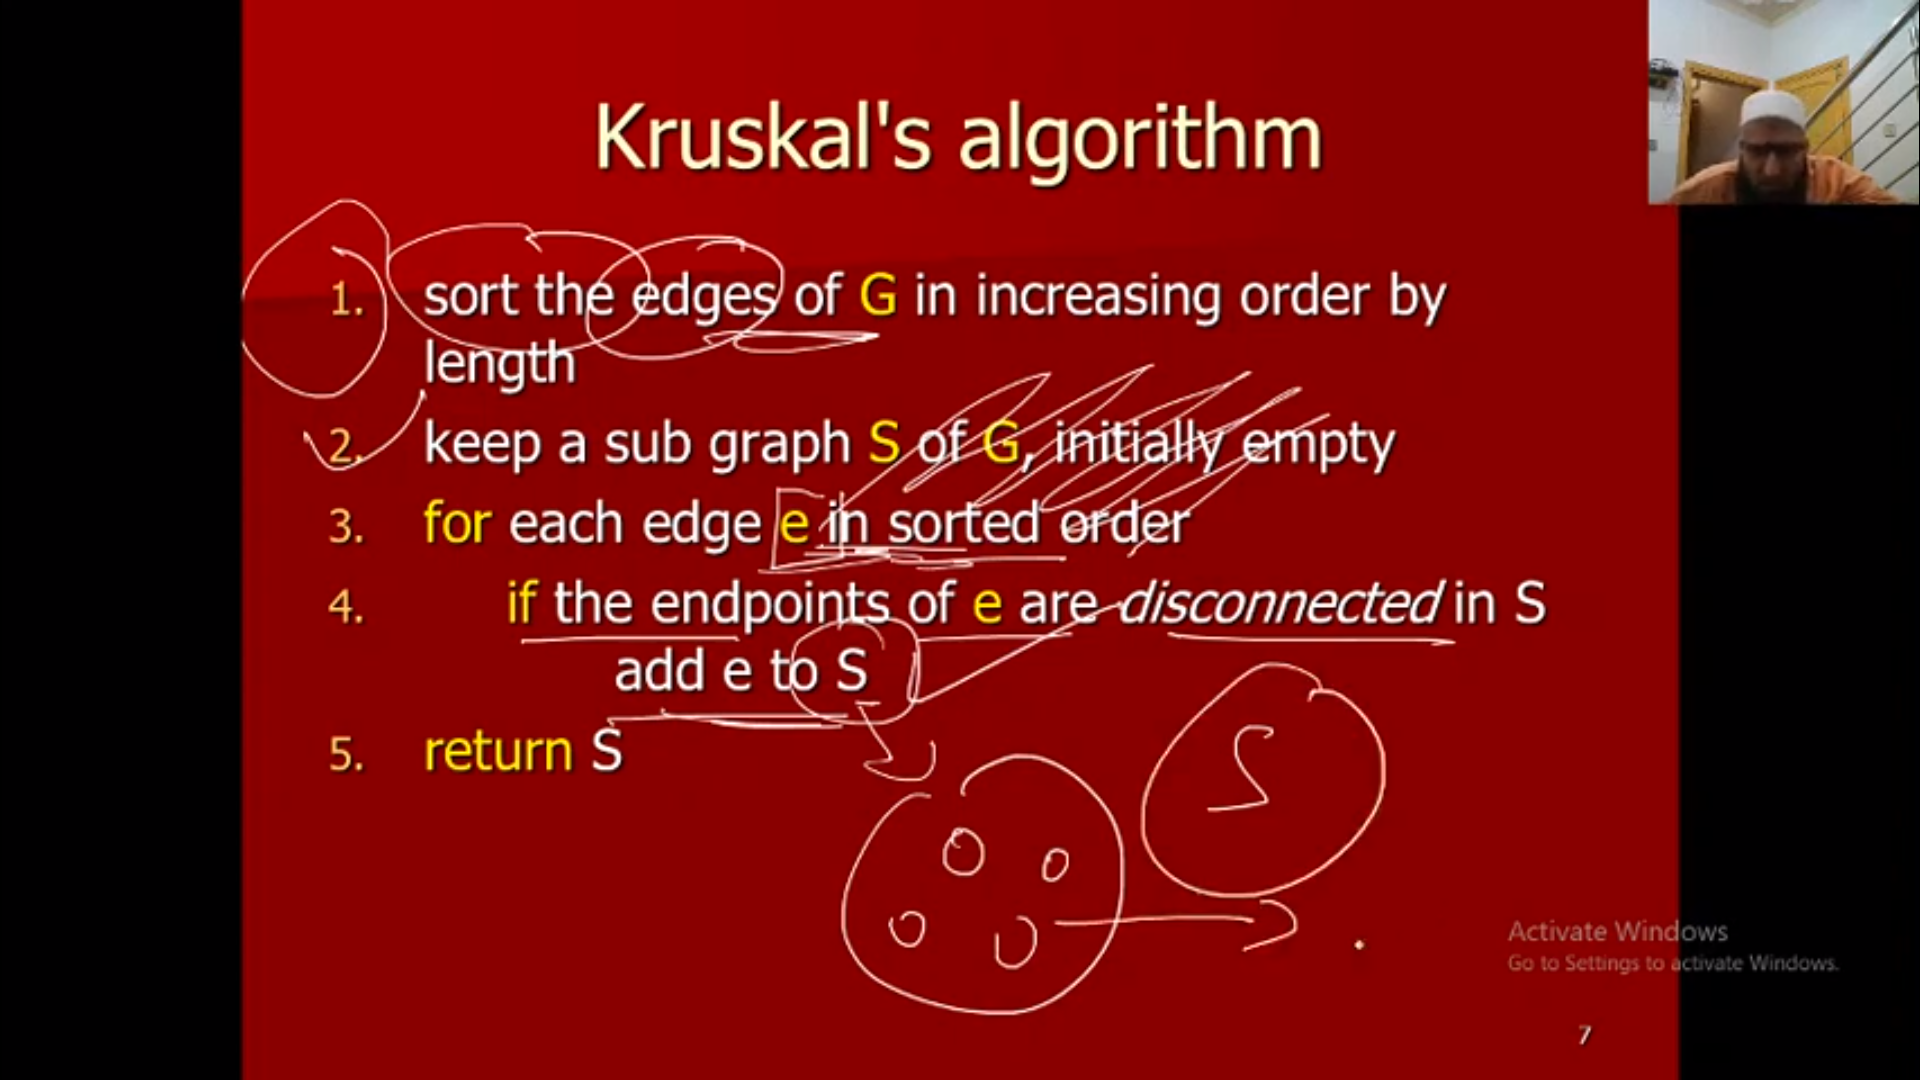 Kruskal's algorithm
1. sort the edges of G in increasing order by
length
2. keep a sub graph S of G, initially empty
3. for each edge e in sorted order
4. if the endpoints of e are disconnected in S
add e to S
5. return S
S
Activate Windows
Go to Settings to activate Windows.
7